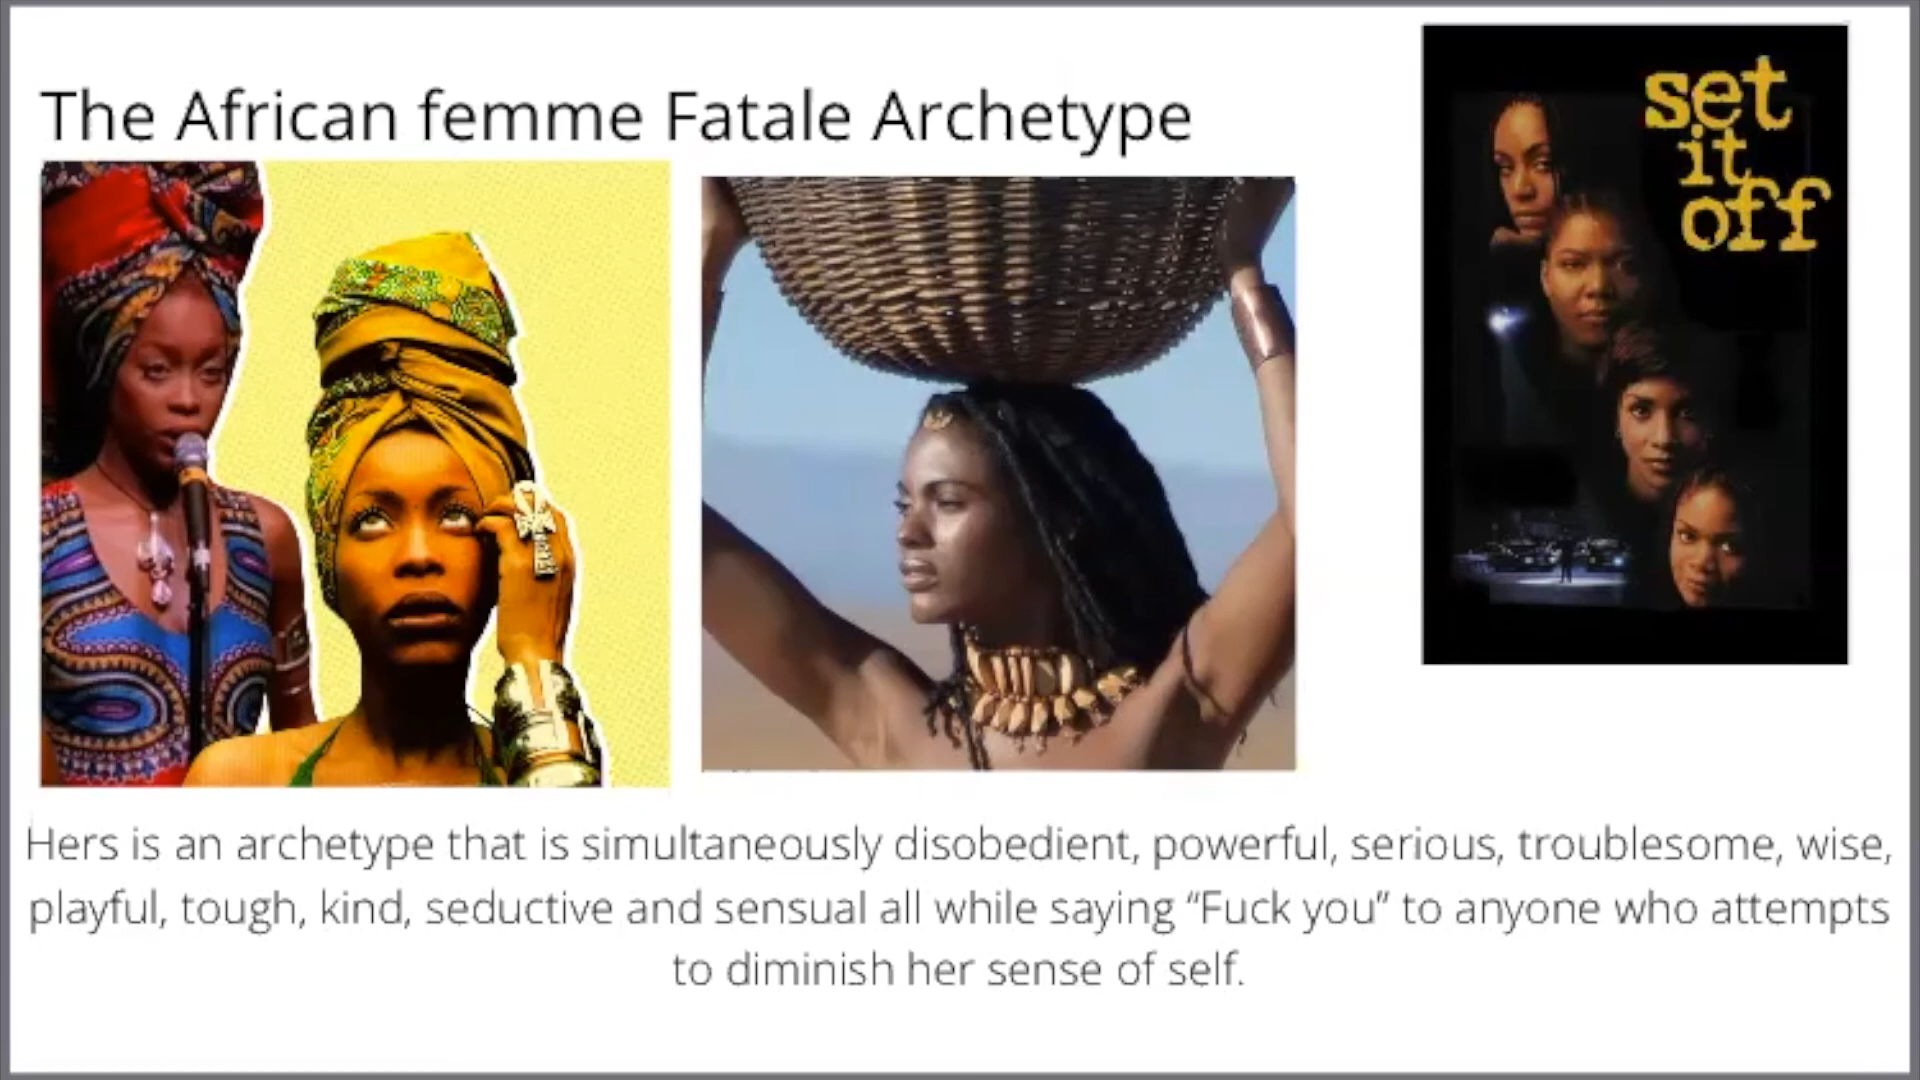 The African femme Fatale Archetype
set
it
off
Hers is an archetype that is simultaneously disobedient, powerful, serious, troublesome, wise,
playful, tough, kind, seductive and sensual all while saying “Fuck you” to anyone who attempts
to diminish her sense of self.